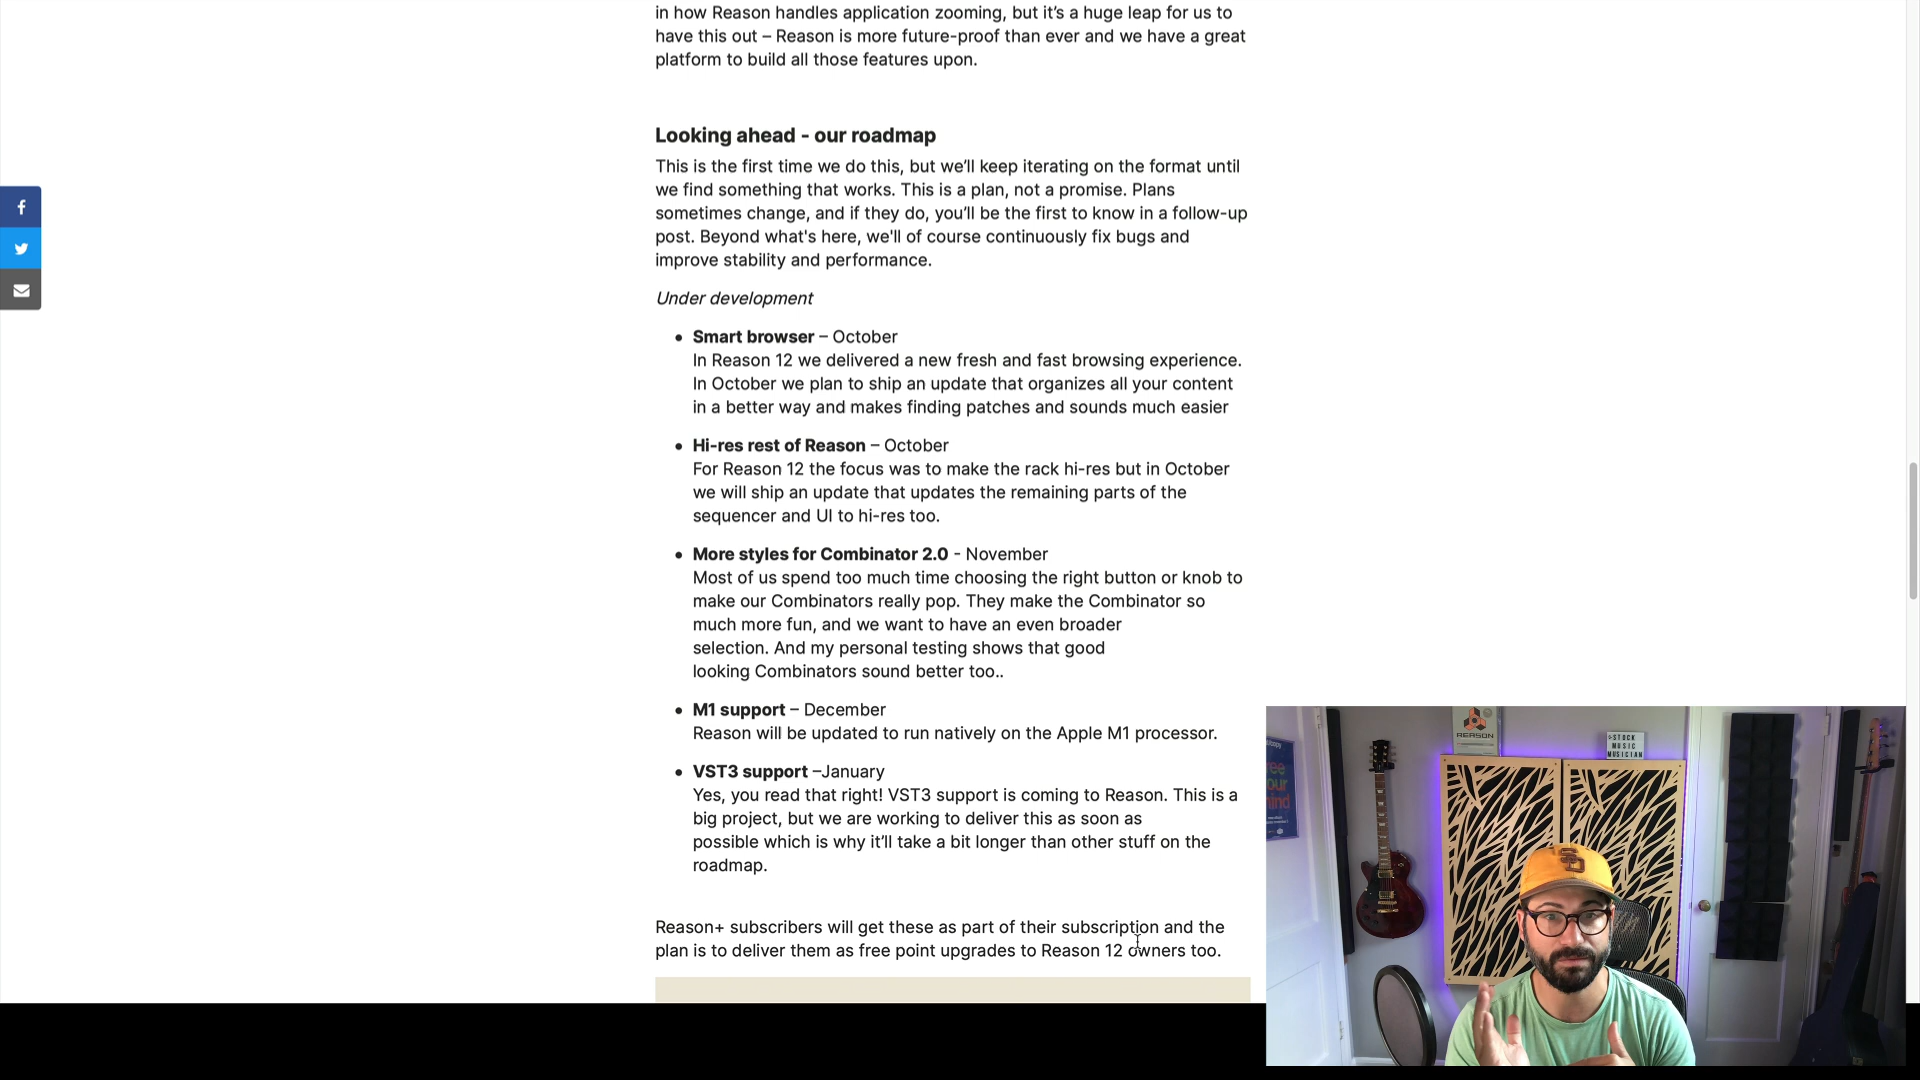 in how Reason handles application zooming, but it’s a huge leap for us to
have this out – Reason is more future-proof than ever and we have a great
platform to build all those features upon.
Looking ahead - our roadmap
This is the first time we do this, but we’ll keep iterating on the format until
we find something that works. This is a plan, not a promise. Plans
sometimes change, and if they do, you’ll be the first to know in a follow-up
post. Beyond what's here, we'll of course continuously fix bugs and
improve stability and performance.
Under development
• Smart browser – October
In Reason 12 we delivered a new fresh and fast browsing experience.
In October we plan to ship an update that organizes all your content
in a better way and makes finding patches and sounds much easier
• Hi-res rest of Reason – October
For Reason 12 the focus was to make the rack hi-res but in October
we will ship an update that updates the remaining parts of the
sequencer and UI to hi-res too.
• More styles for Combinator 2.0 - November
Most of us spend too much time choosing the right button or knob to
make our Combinators really pop. They make the Combinator so
much more fun, and we want to have an even broader
selection. And my personal testing shows that good
looking Combinators sound better too..
• M1 support – December
Reason will be updated to run natively on the Apple M1 processor.
• VST3 support –January
Yes, you read that right! VST3 support is coming to Reason. This is a
big project, but we are working to deliver this as soon as
possible which is why it’ll take a bit longer than other stuff on the
roadmap.
Reason+ subscribers will get these as part of their subscription and the
plan is to deliver them as free point upgrades to Reason 12 owners too.
REASON
STOCK
MUSIC
MUSICIAN
SD